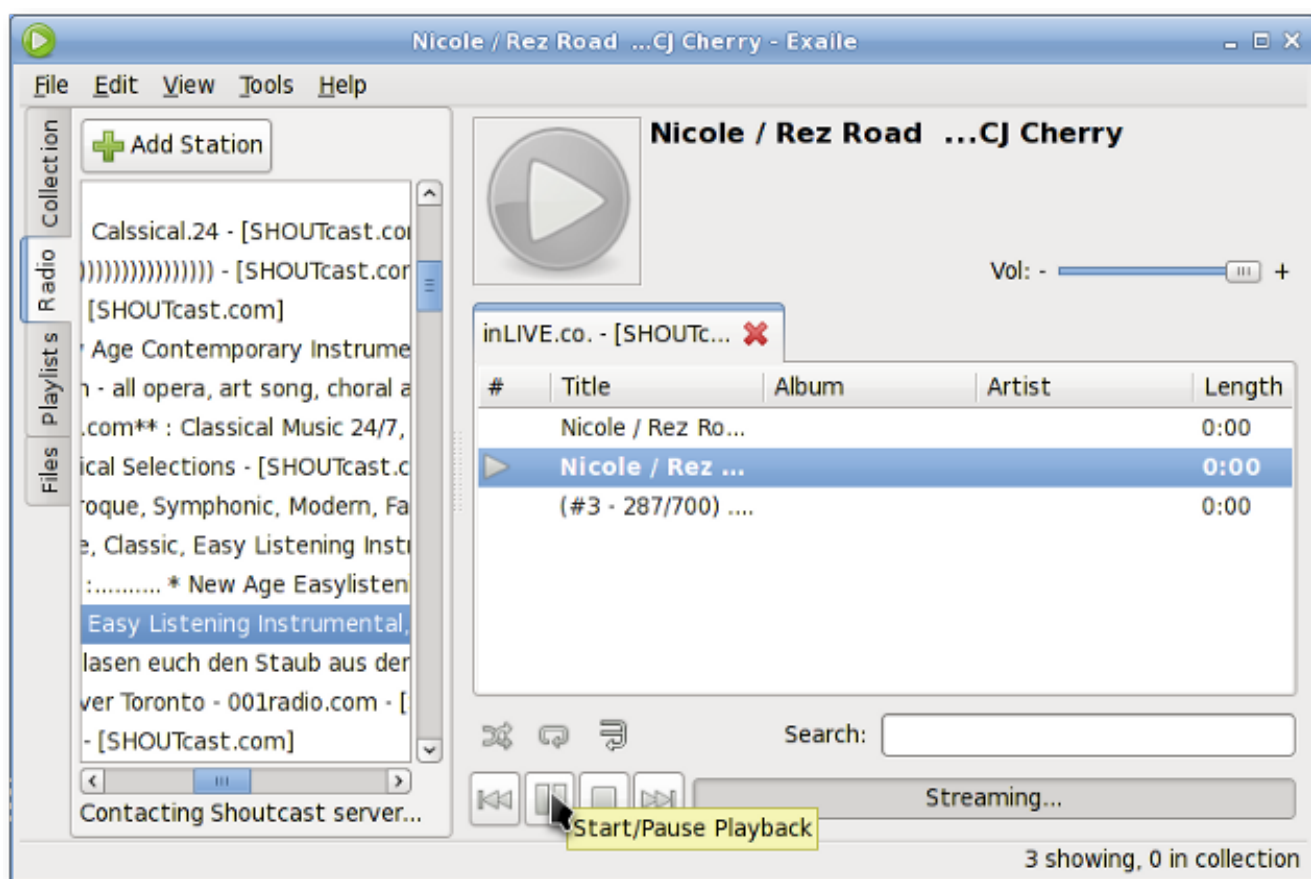 Nicole / Rez Road ...CJ Cherry - Exaile
File Edit View Tools Help
Collection
Radio
Playlists
Files
Add Station
Calssical.24 - [SHOUTcast.co
)))))))))))))))) - [SHOUTcast.cor
[SHOUTcast.com]
Age Contemporary Instrume
- all opera, art song, choral a
.com** : Classical Music 24/7,
ical Selections - [SHOUTcast.c
roque, Symphonic, Modern, Fa
e, Classic, Easy Listening Inst
:.......... * New Age Easylisten
Easy Listening Instrumental,
lasen euch den Staub aus der
ver Toronto - 001radio.com - [
- [SHOUTcast.com]
Contacting Shoutcast server...
Nicole / Rez Road ...CJ Cherry
Vol: - +
inLIVE.co. - [SHOUTc...
# Title Album Artist Length
Nicole / Rez Ro... 0:00
Nicole / Rez ... 0:00
(#3 - 287/700) .... 0:00
Search:
Streaming...
Start/Pause Playback
3 showing, 0 in collection